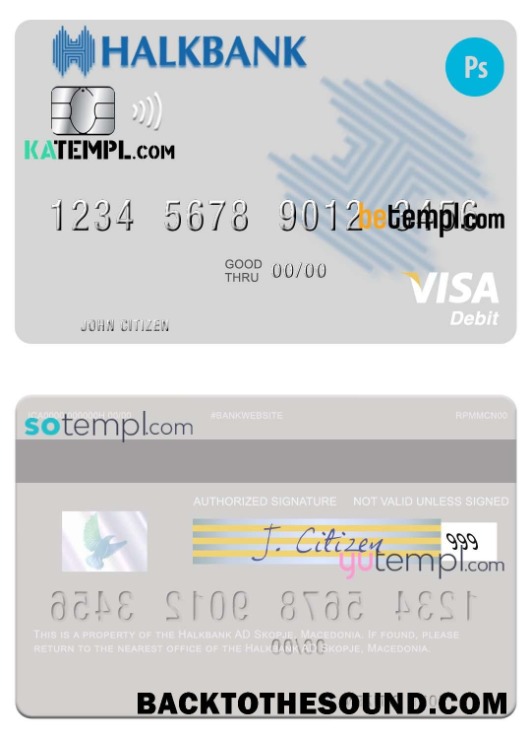 HALKBANK
Ps
KATEMPL.COM
1234 5678 9012 3456
betempl.com
GOOD THRU 00/00
VISA
Debit
JOHN CITIZEN
#BANKWEBSITE
RPMMCN00
sotempl.com
AUTHORIZED SIGNATURE NOT VALID UNLESS SIGNED
J. Citizen
999
yutempl.com
1234 5678 9012 3456
THIS IS A PROPERTY OF THE HALKBANK AD SKOPJE, MACEDONIA. IF FOUND, PLEASE
RETURN TO THE NEAREST OFFICE OF THE HALKBANK AD SKOPJE, MACEDONIA.
00/00
BACKTOTHESOUND.COM